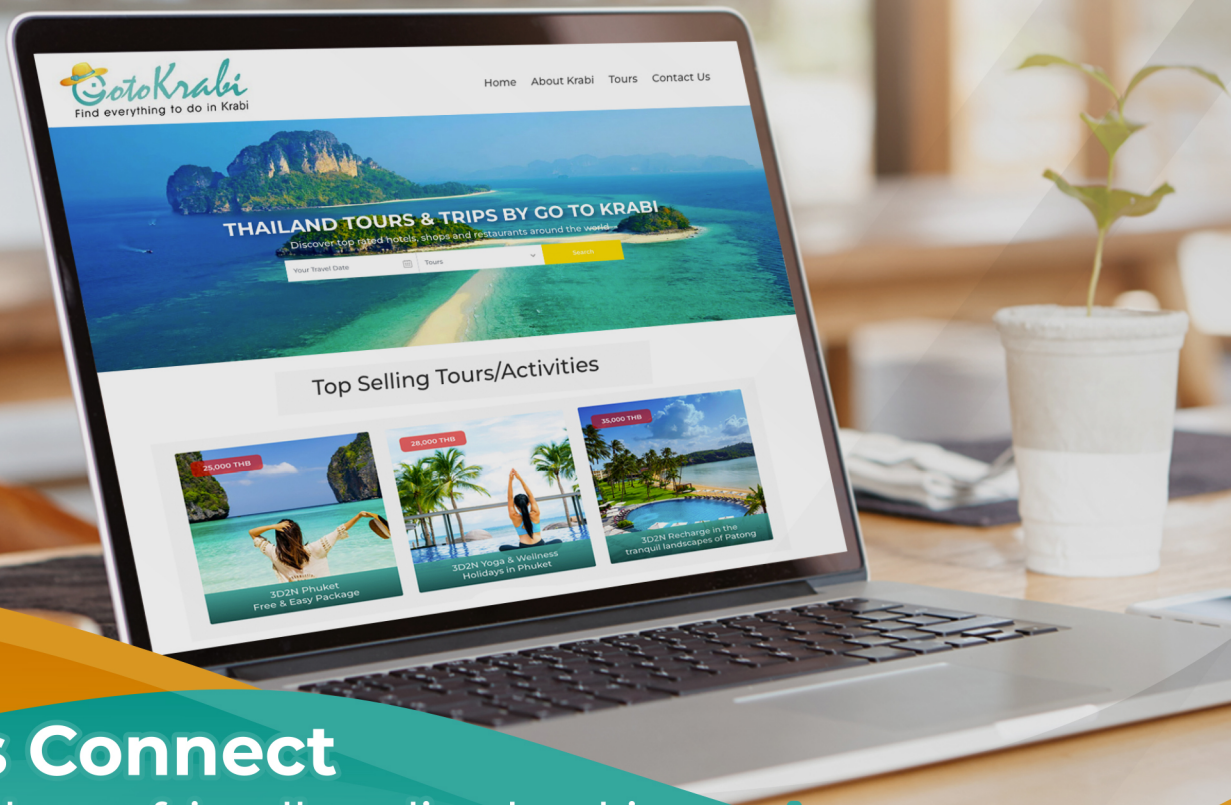 GotoKrabi
Find everything to do in Krabi
Home About Krabi Tours Contact Us
THAILAND TOURS & TRIPS BY GO TO KRABI
Discover top rated hotels, shops and restaurants around the world
Your Travel Date Tours Search
Top Selling Tours/Activities
25,000 THB
3D2N Phuket
Free & Easy Package
28,000 THB
3D2N Yoga & Wellness
Holidays in Phuket
35,000 THB
3D2N Recharge in the
tranquil landscapes of Patong
s Connect